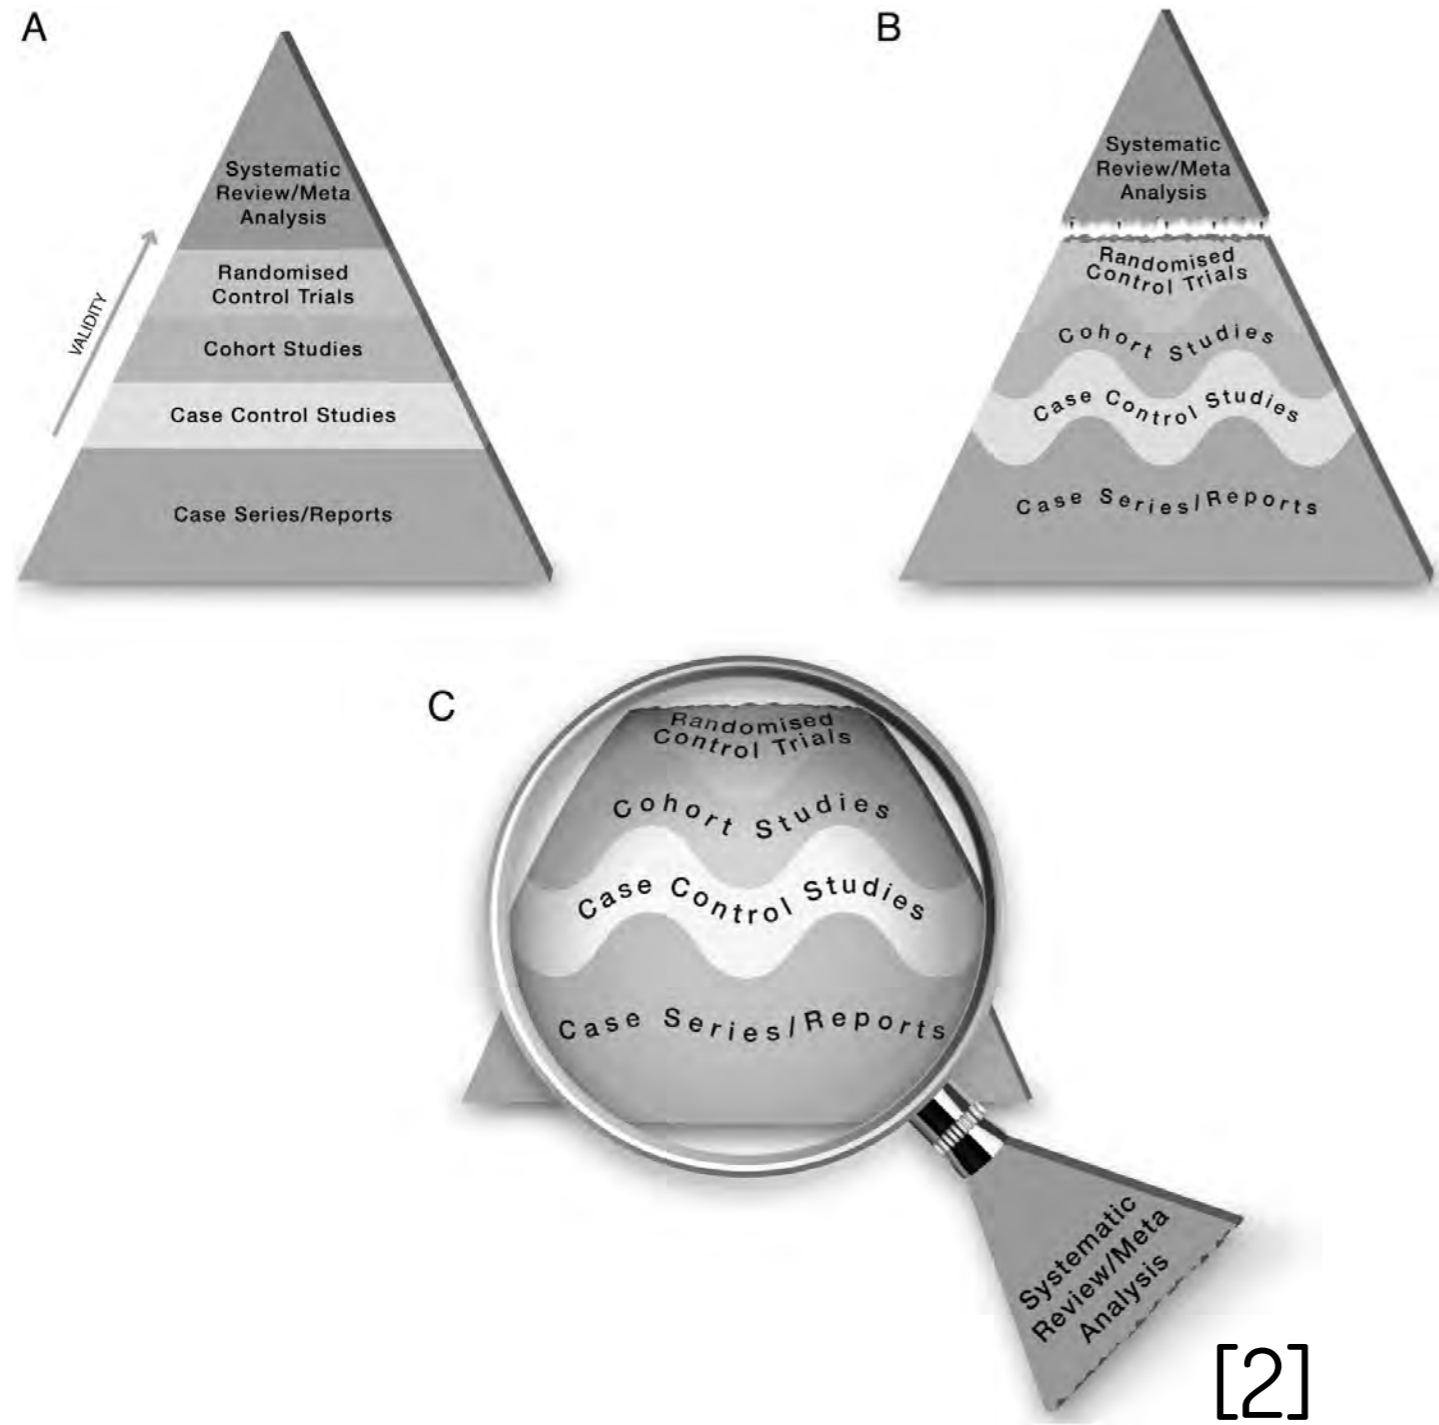 A
Systematic
Review/Meta
Analysis
Randomised
Control Trials
Cohort Studies
Case Control Studies
Case Series/Reports
VALIDITY
B
Systematic
Review/Meta
Analysis
Randomised
Control Trials
Cohort Studies
Case Control Studies
Case Series/Reports
C
Randomised
Control Trials
Cohort Studies
Case Control Studies
Case Series/Reports
Systematic
Review/Meta
Analysis
[2]